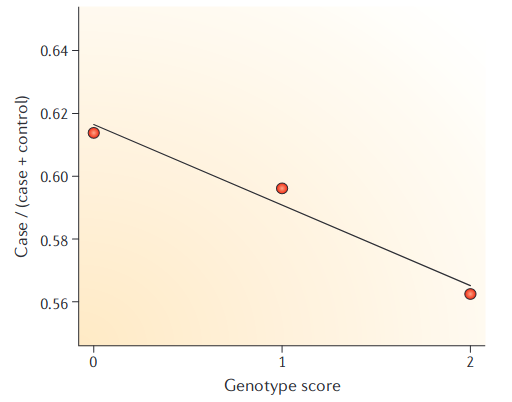 0.64
0.62
0.60
0.58
0.56
Case / (case + control)
0 1 2
Genotype score